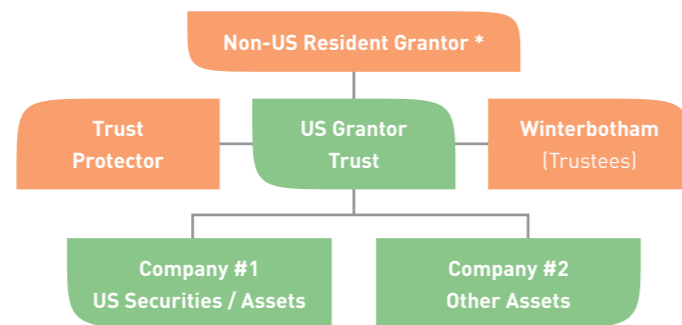 Non-US Resident Grantor *
Trust
Protector
US Grantor
Trust
Winterbotham
(Trustees)
Company #1
US Securities / Assets
Company #2
Other Assets